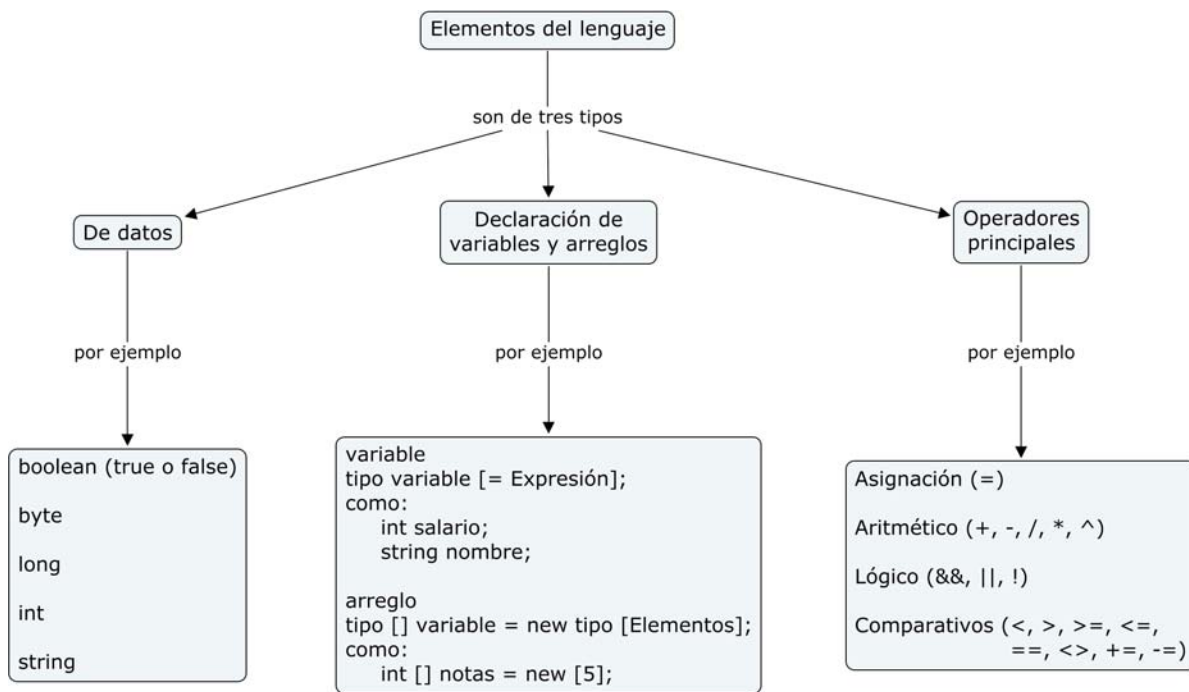 Elementos del lenguaje
son de tres tipos
De datos
Declaración de
variables y arreglos
Operadores
principales
por ejemplo
por ejemplo
por ejemplo
boolean (true o false)
byte
long
int
string
variable
tipo variable [= Expresión];
como:
int salario;
string nombre;
arreglo
tipo [] variable = new tipo [Elementos];
como:
int [] notas = new [5];
Asignación (=)
Aritmético (+, -, /, *, ^)
Lógico (&&, ||, !)
Comparativos (<, >, >=, <=,
==, <>, +=, -=)